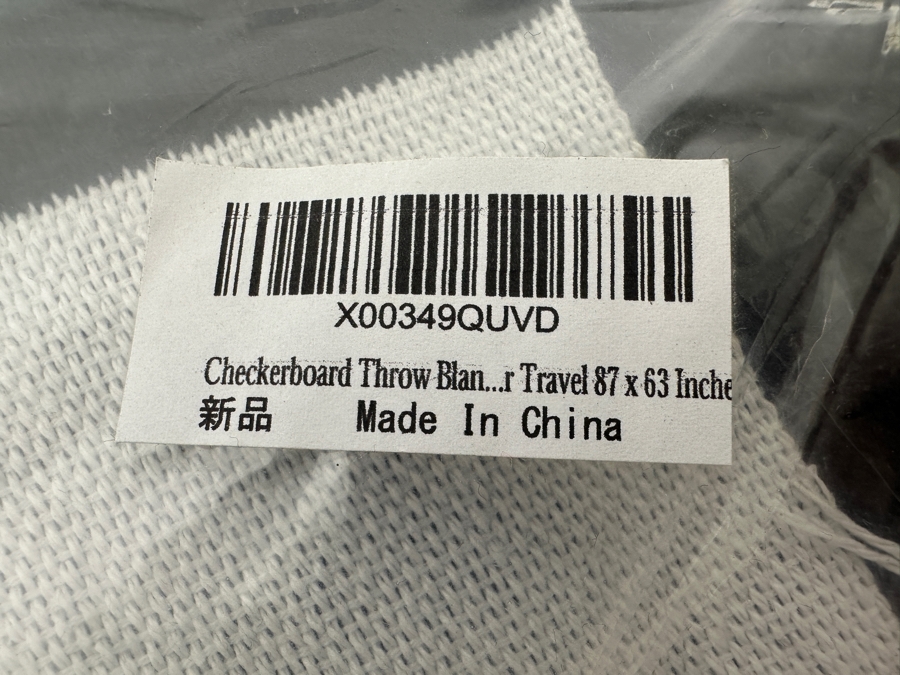 X00349QUVD
Checkerboard Throw Blan...r Travel 87 x 63 Inche
新品 Made In China